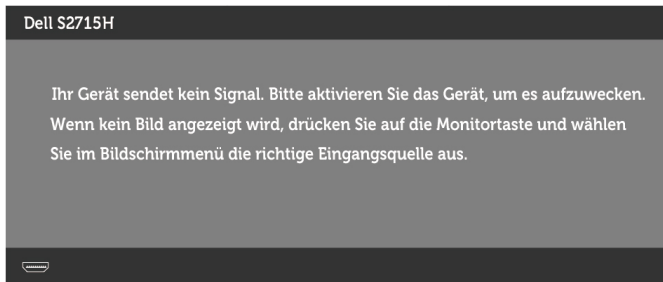 Dell S2715H
Ihr Gerät sendet kein Signal. Bitte aktivieren Sie das Gerät, um es aufzuwecken.
Wenn kein Bild angezeigt wird, drücken Sie auf die Monitortaste und wählen
Sie im Bildschirmmenü die richtige Eingangsquelle aus.